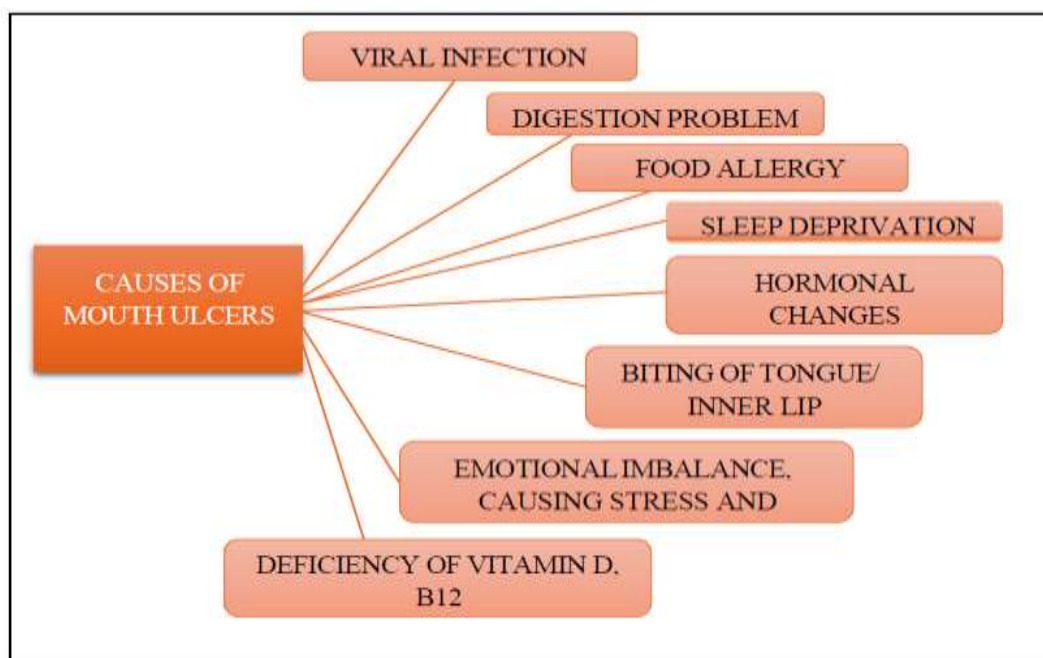 VIRAL INFECTION
DIGESTION PROBLEM
FOOD ALLERGY
SLEEP DEPRIVATION
CAUSES OF
MOUTH ULCERS
HORMONAL
CHANGES
BITING OF TONGUE/
INNER LIP
EMOTIONAL IMBALANCE,
CAUSING STRESS AND
DEFICIENCY OF VITAMIN D,
B12